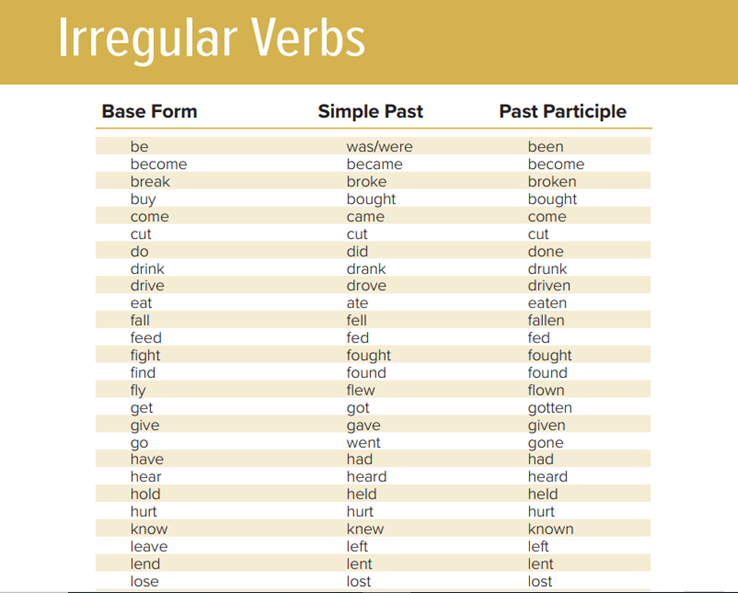 Irregular Verbs
Base Form Simple Past Past Participle
be was/were been
become became become
break broke broken
buy bought bought
come came come
cut cut cut
do did done
drink drank drunk
drive drove driven
eat ate eaten
fall fell fallen
feed fed fed
fight fought fought
find found found
fly flew flown
get got gotten
give gave given
go went gone
have had had
hear heard heard
hold held held
hurt hurt hurt
know knew known
leave left left
lend lent lent
lose lost lost